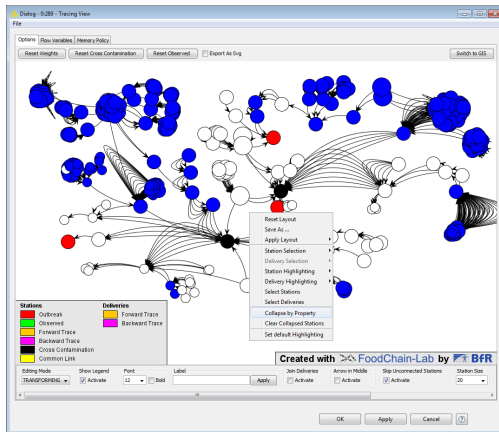 Dialog - 0:289 - Tracing View
File
Options Flow Variables Memory Policy
Reset Weights Reset Cross Contamination Reset Observed Export As Svg Switch to GIS
Reset Layout
Save As ...
Apply Layout
Station Selection
Delivery Selection
Station Highlighting
Delivery Highlighting
Select Stations
Select Deliveries
Collapse by Property
Clear Collapsed Stations
Set default Highlighting
Stations Deliveries
Outbreak Forward Trace
Observed Backward Trace
Forward Trace
Backward Trace
Cross Contamination
Common Link
Created with FoodChain-Lab by BfR
Editing Mode Show Legend Font Label Join Deliveries Arrow in Middle Skip Unconnected Stations Station Size
TRANSFORMING Activate 12 Bold Apply Activate Activate Activate 20
OK Apply Cancel ?